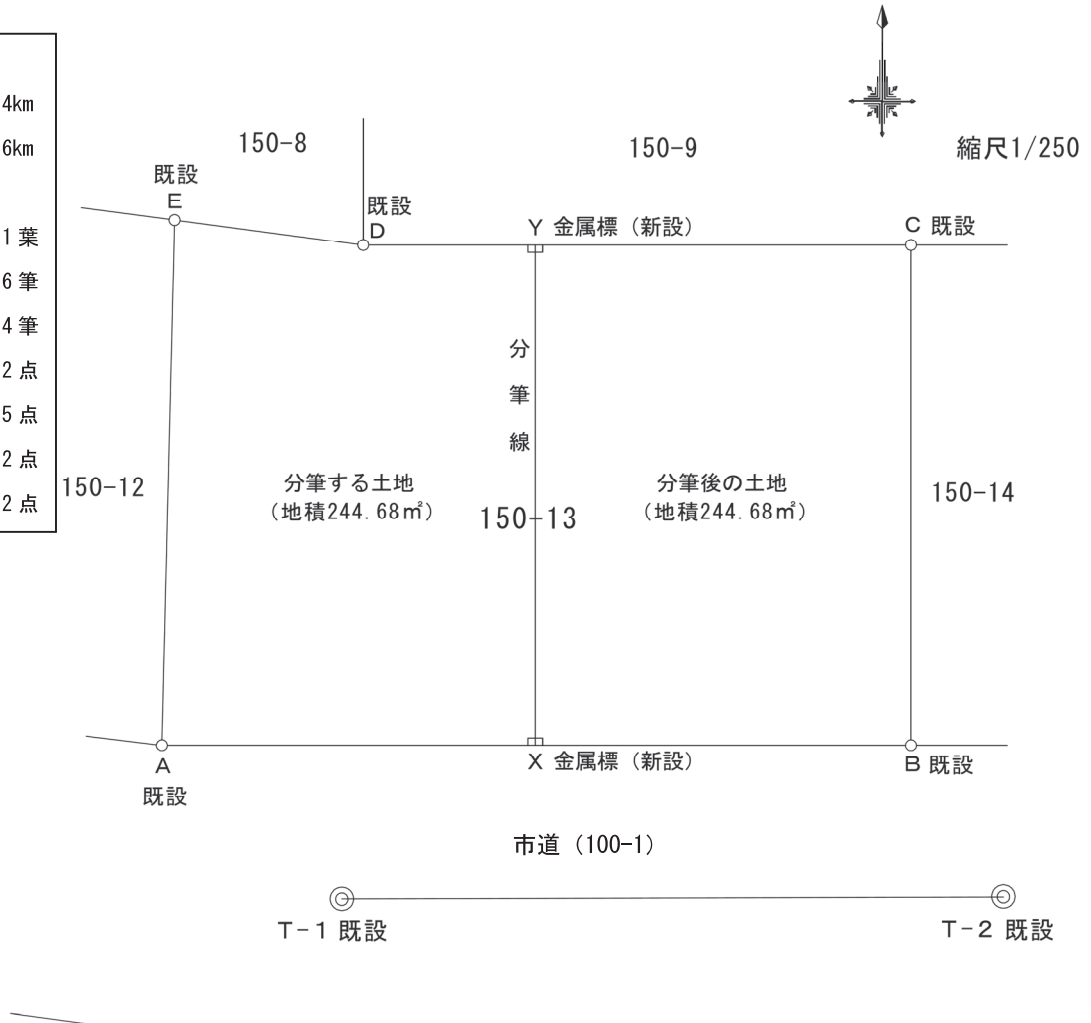 4km
6km
1葉
6筆
4筆
2点
5点
2点
2点
150-8
150-9
縮尺1/250
既設
E
既設
D
Y 金属標（新設）
C 既設
分筆線
150-12
分筆する土地
（地積244.68㎡）
150-13
分筆後の土地
（地積244.68㎡）
150-14
A
既設
X 金属標（新設）
B 既設
市道（100-1）
T-1 既設
T-2 既設